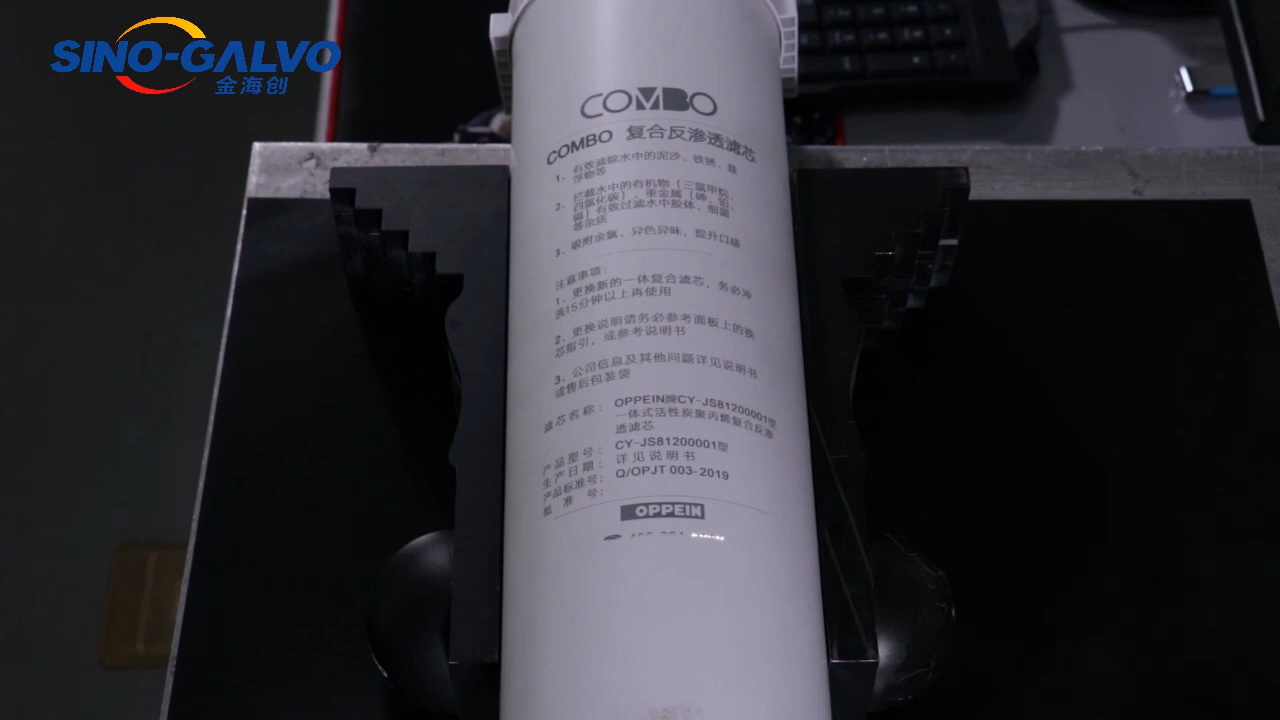 SINO-GALVO
金海创
COMBO
COMBO 复合反渗透滤芯
1、有效滤除水中的泥沙、铁锈、悬
浮物等
2、拦截水中的有机物（三氯甲烷、
四氯化碳）、重金属（砷、铅、
镉）有效过滤水中胶体、细菌
等杂质
3、吸附余氯、异色异味、提升口感
注意事项：
1、更换新的一体复合滤芯，务必冲
洗15分钟以上再使用
2、更换说明请务必参考面板上的换
芯指引，或参考说明书
3、公司信息及其他问题详见说明书
或售后包装袋
滤芯名称：OPPEIN牌CY-JS81200001型
一体式活性炭聚丙烯复合反渗
透滤芯
产品型号：CY-JS81200001型
生产日期：详见说明书
产品标准号：Q/OPJT 003-2019
批准号：
OPPEIN